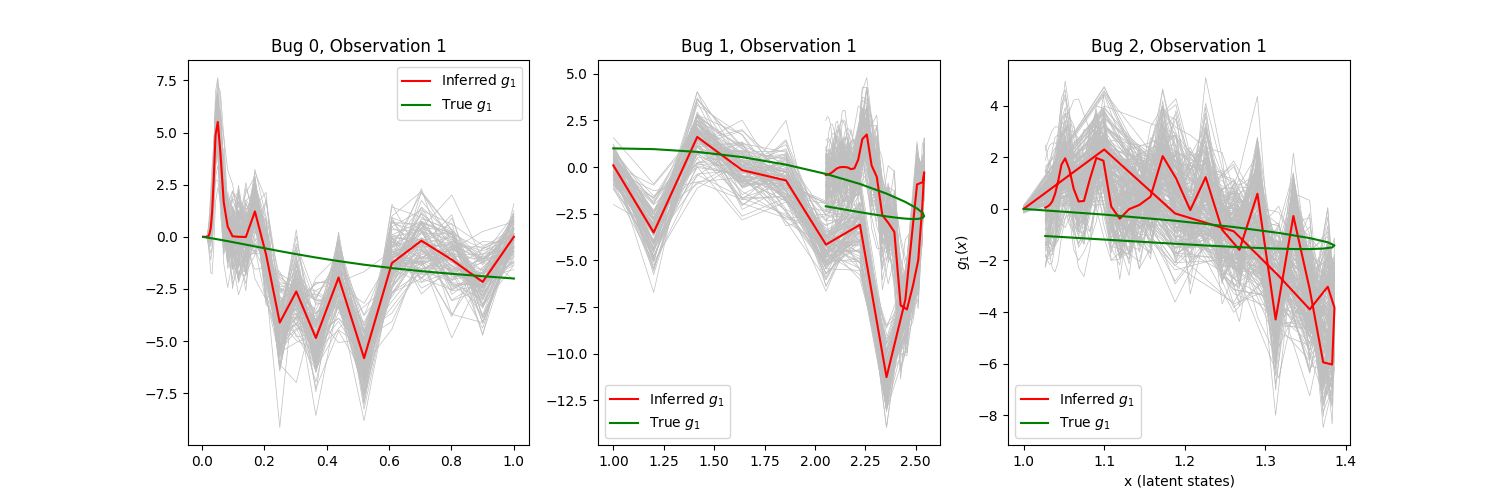 Bug 0, Observation 1
7.5
5.0
2.5
0.0
−2.5
−5.0
−7.5
0.0 0.2 0.4 0.6 0.8 1.0
Inferred g₁
True g₁
Bug 1, Observation 1
5.0
2.5
0.0
−2.5
−5.0
−7.5
−10.0
−12.5
1.00 1.25 1.50 1.75 2.00 2.25 2.50
Inferred g₁
True g₁
Bug 2, Observation 1
g₁(x)
4
2
0
−2
−4
−6
−8
1.0 1.1 1.2 1.3 1.4
x (latent states)
Inferred g₁
True g₁